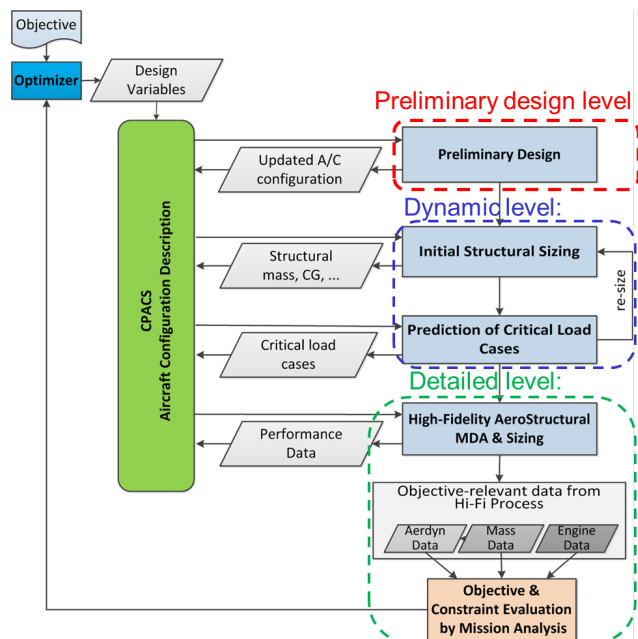 Objective
Optimizer
Design
Variables
Preliminary design level
Preliminary Design
Updated A/C
configuration
Dynamic level:
Initial Structural Sizing
Structural
mass, CG, ...
re-size
CPACS
Aircraft Configuration Description
Prediction of Critical Load
Cases
Critical load
cases
Detailed level:
High-Fidelity AeroStructural
MDA & Sizing
Performance
Data
Objective-relevant data from
Hi-Fi Process
Aerdyn
Data
Mass
Data
Engine
Data
Objective &
Constraint Evaluation
by Mission Analysis